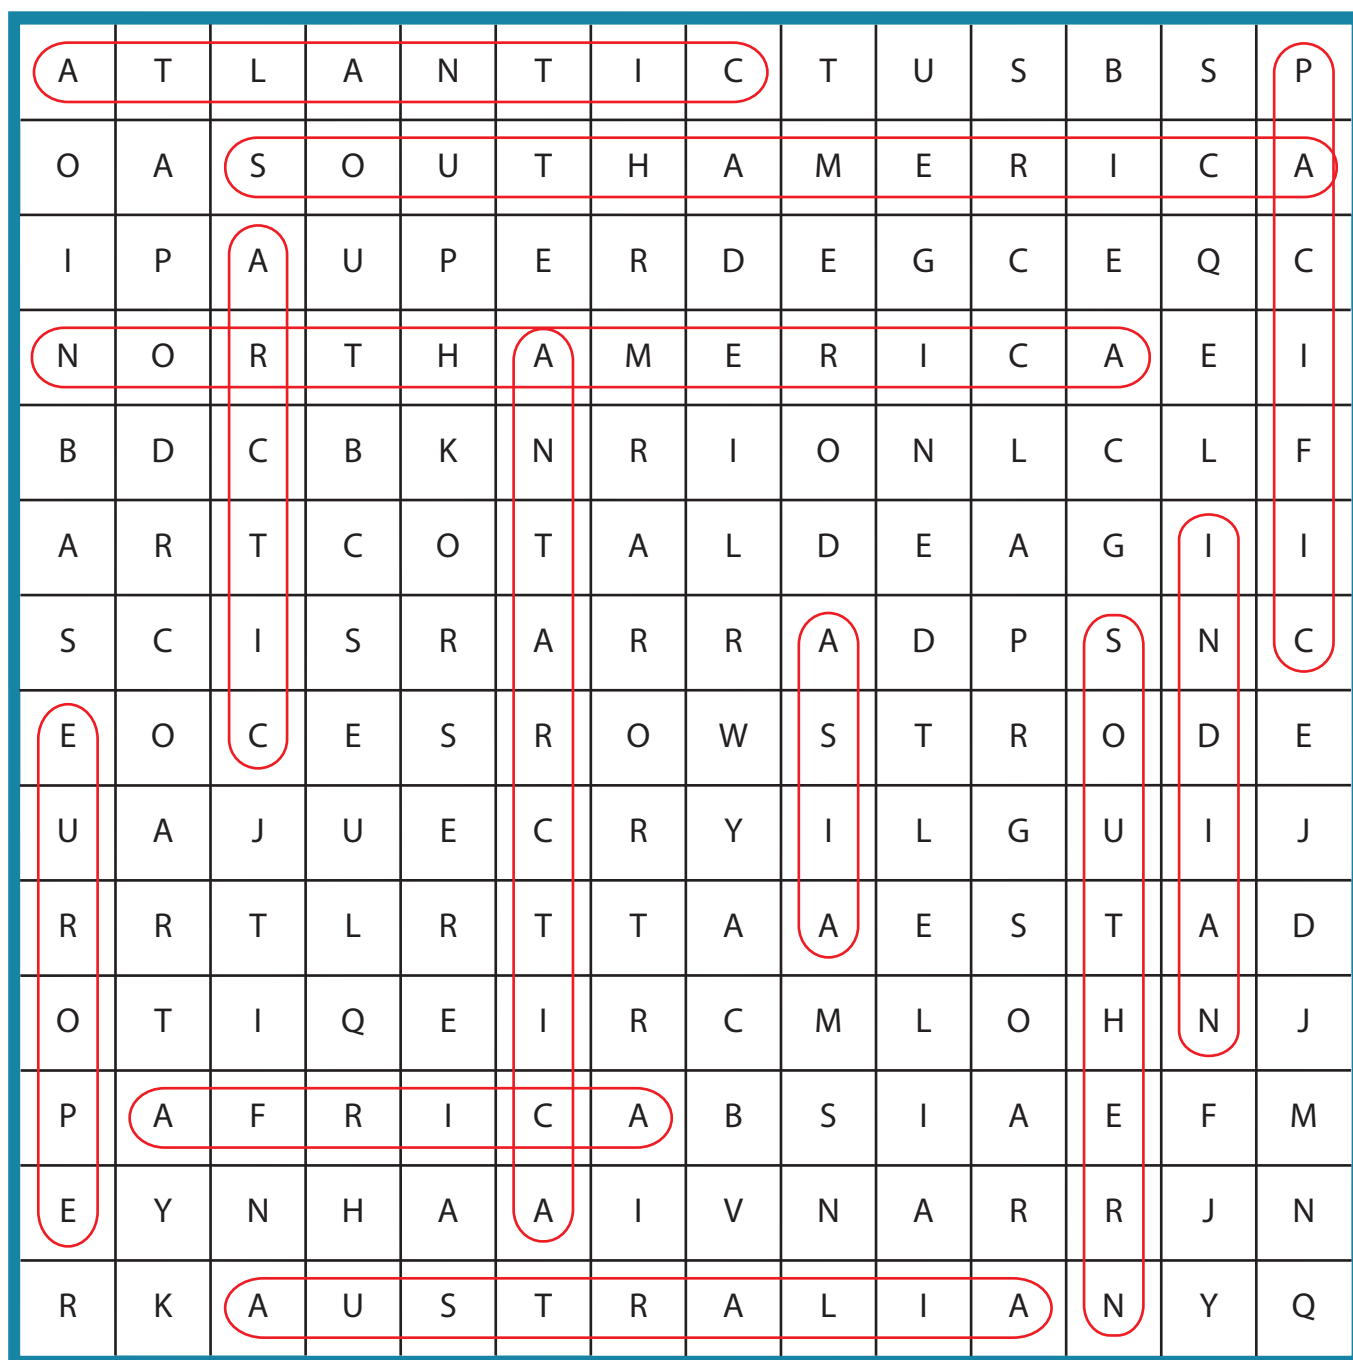 A T L A N T I C T U S B S P
O A S O U T H A M E R I C A
I P A U P E R D E G C E Q C
N O R T H A M E R I C A E I
B D C B K N R I O N L C L F
A R T C O T A L D E A G I I
S C I S R A R R A D P S N C
E O C E S R O W S T R O D E
U A J U E C R Y I L G U I J
R R T L R T T A A E S T A D
O T I Q E I R C M L O H N J
P A F R I C A B S I A E F M
E Y N H A A I V N A R R J N
R K A U S T R A L I A N Y Q